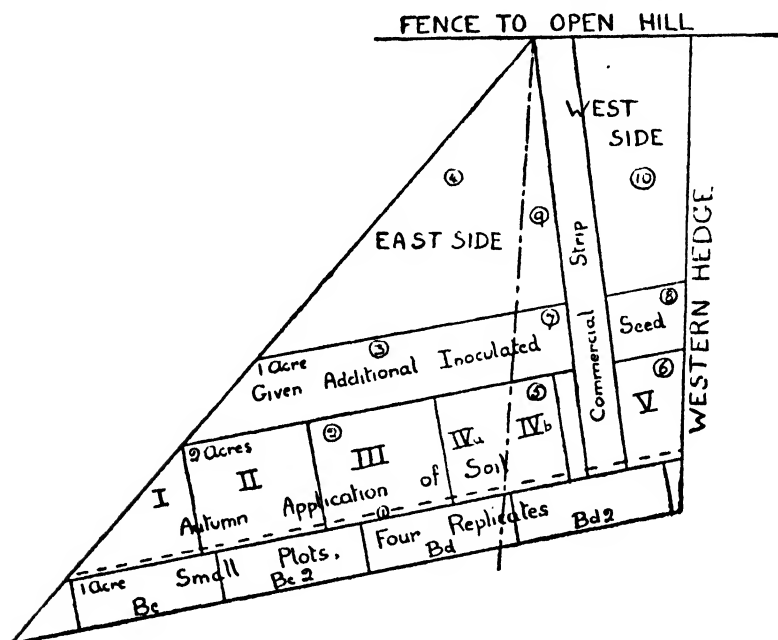 FENCE TO OPEN HILL
WEST
SIDE
④
⑩
⑨
EAST SIDE
Strip
WESTERN HEDGE
⑧
⑦
Seed
③
1 Acre
Given Additional Inoculated
Commercial
⑥
⑤
V
②
2 Acres
IVa IVb
III
II
I
Autumn Application of Soil
①
Four Replicates
Bd2
Small Plots.
Bd
1 Acre
Bc2
Bc